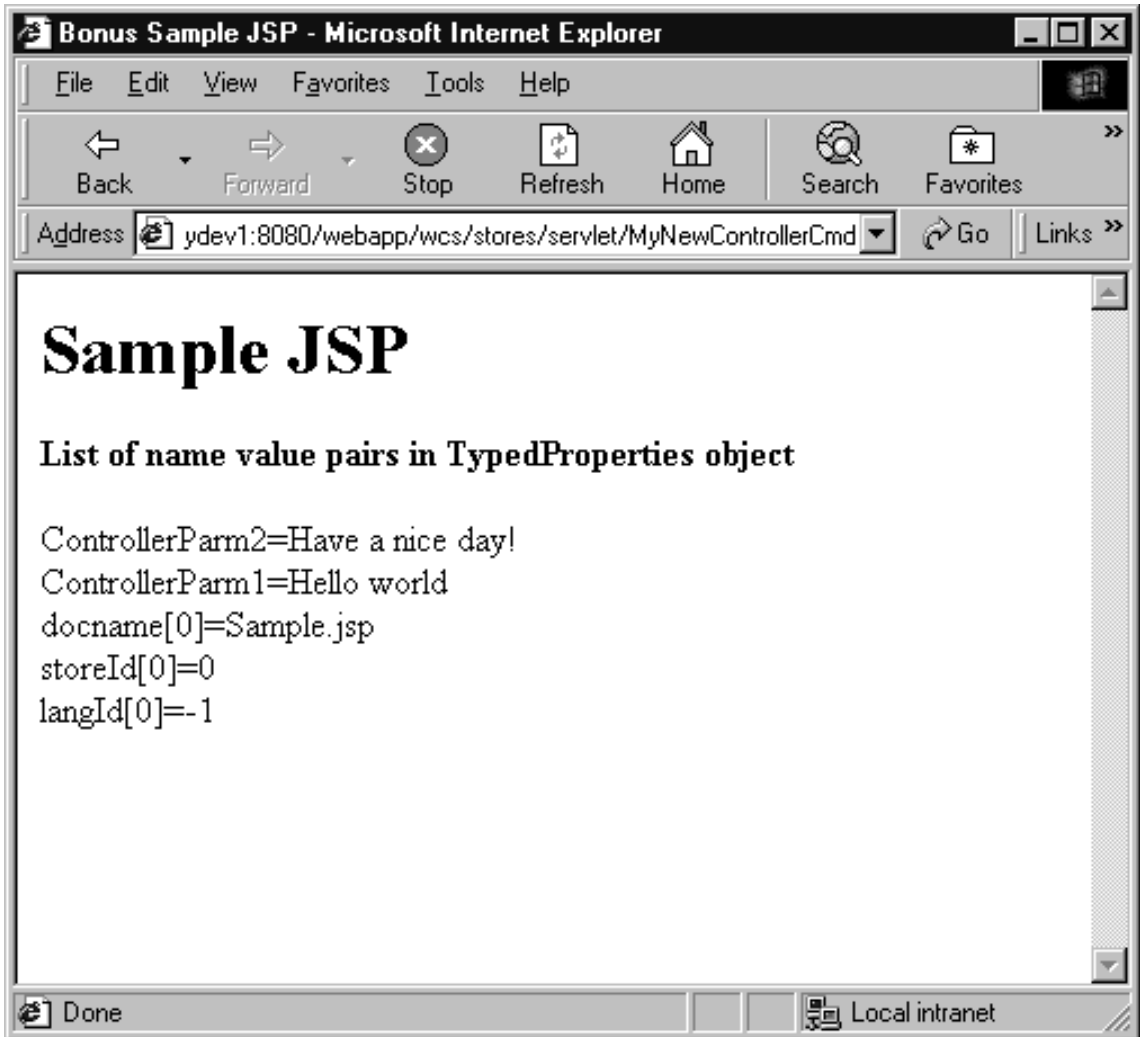 Bonus Sample JSP - Microsoft Internet Explorer
File Edit View Favorites Tools Help
Back Forward Stop Refresh Home Search Favorites »
Address ydev1:8080/webapp/wcs/stores/servlet/MyNewControllerCmd Go Links »
Sample JSP
List of name value pairs in TypedProperties object
ControllerParm2=Have a nice day!
ControllerParm1=Hello world
docname[0]=Sample.jsp
storeId[0]=0
langId[0]=-1
Done Local intranet